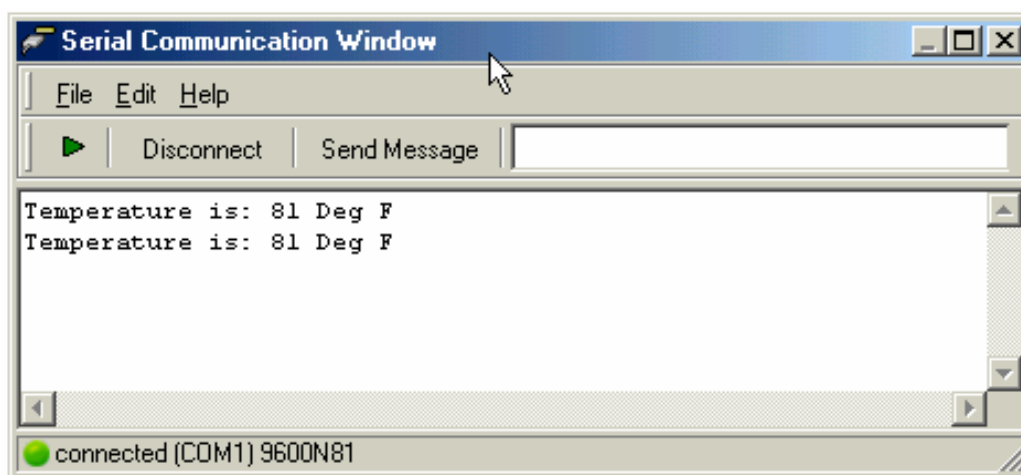 Serial Communication Window
File Edit Help
Disconnect Send Message
Temperature is: 81 Deg F
Temperature is: 81 Deg F
connected (COM1) 9600N81